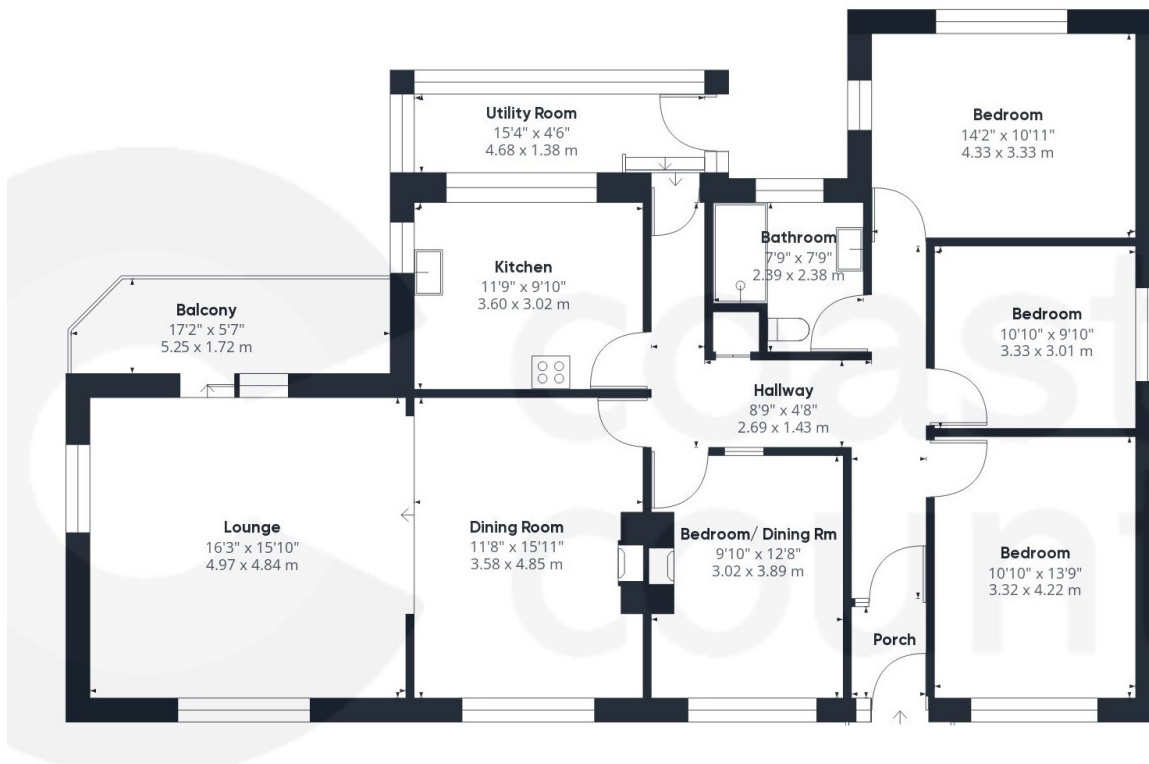 Utility Room
15'4" x 4'6"
4.68 x 1.38 m
Bedroom
14'2" x 10'11"
4.33 x 3.33 m
Bathroom
7'9" x 7'9"
2.39 x 2.38 m
Kitchen
11'9" x 9'10"
3.60 x 3.02 m
Balcony
17'2" x 5'7"
5.25 x 1.72 m
Bedroom
10'10" x 9'10"
3.33 x 3.01 m
Hallway
8'9" x 4'8"
2.69 x 1.43 m
Lounge
16'3" x 15'10"
4.97 x 4.84 m
Dining Room
11'8" x 15'11"
3.58 x 4.85 m
Bedroom/ Dining Rm
9'10" x 12'8"
3.02 x 3.89 m
Bedroom
10'10" x 13'9"
3.32 x 4.22 m
Porch
coast
count